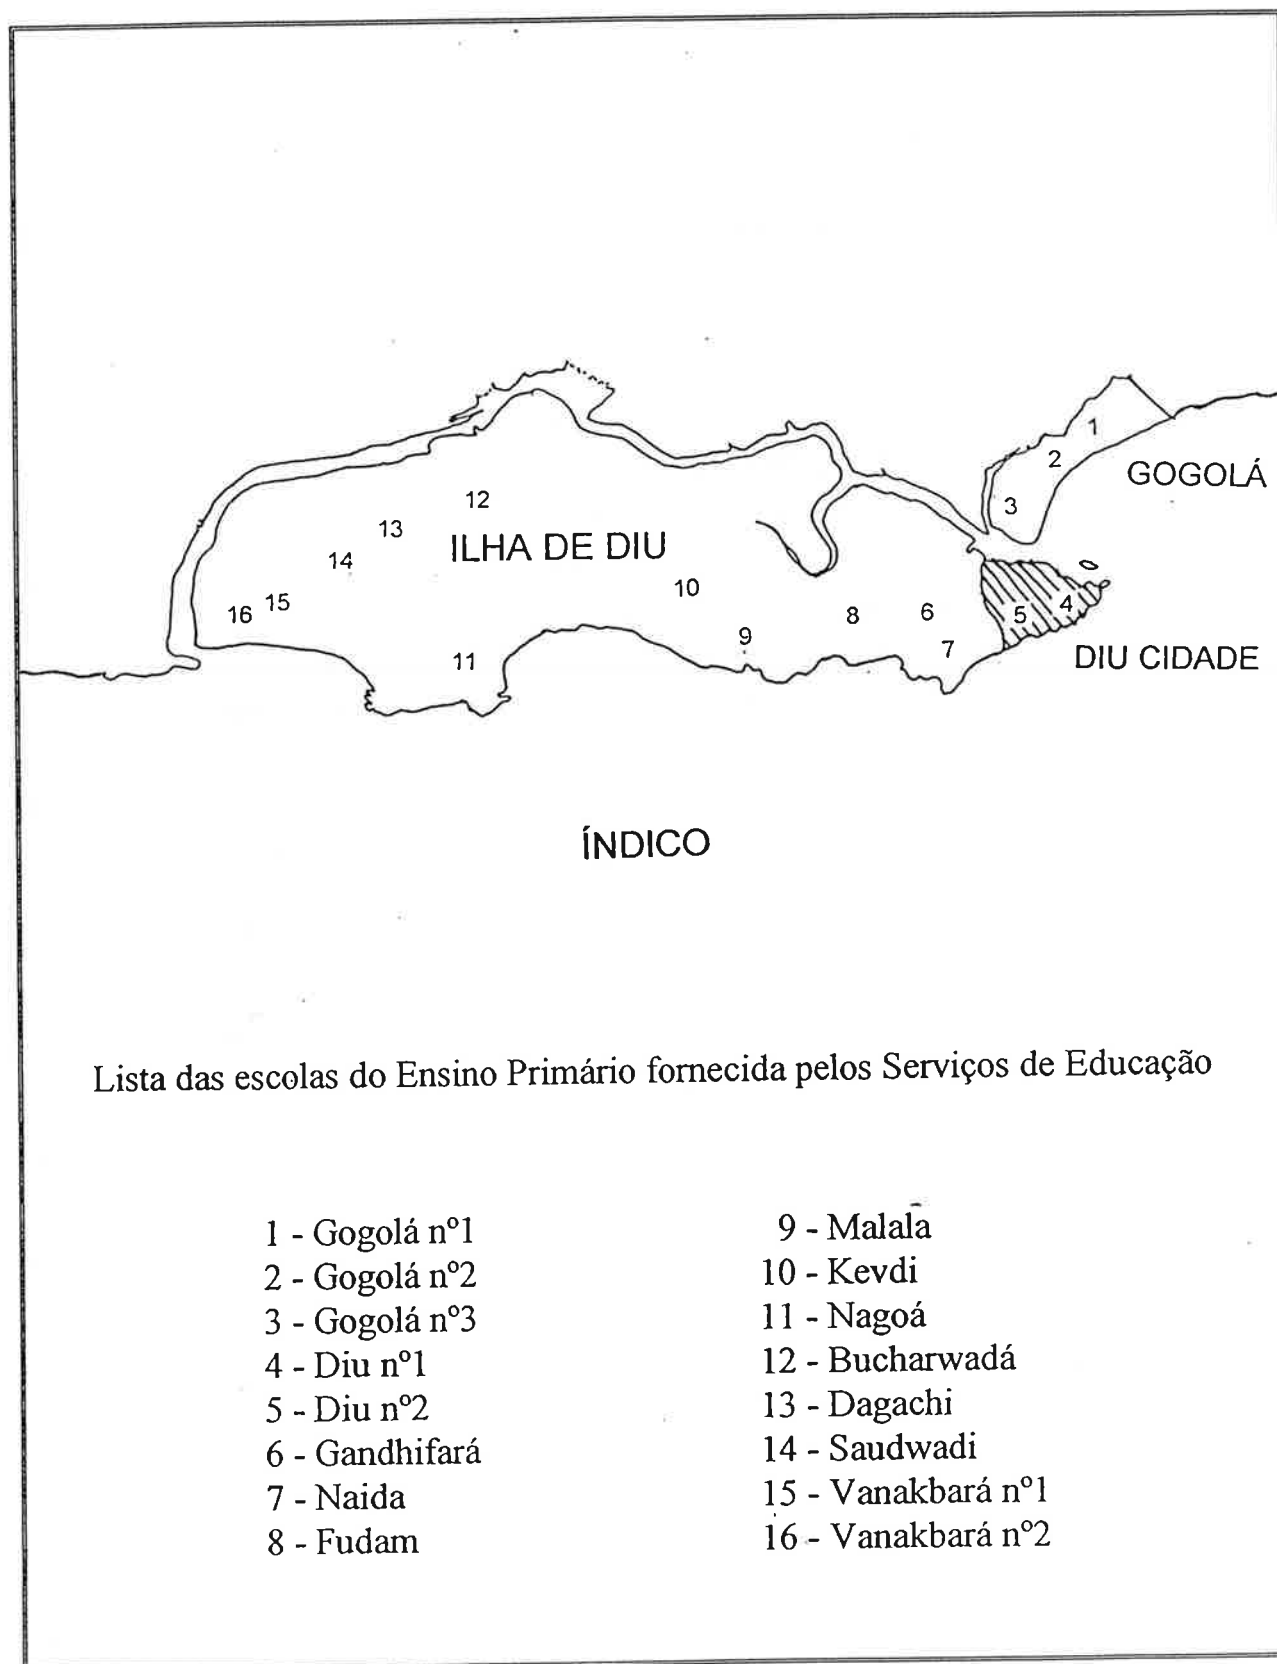 1
2
GOGOLÁ
3
12
13
ILHA DE DIU
14
10
16
15
8
6
5
4
9
7
11
DIU CIDADE
ÍNDICO
Lista das escolas do Ensino Primário fornecida pelos Serviços de Educação
1 - Gogolá nº1
2 - Gogolá nº2
3 - Gogolá nº3
4 - Diu nº1
5 - Diu nº2
6 - Gandhifará
7 - Naida
8 - Fudam
9 - Malala
10 - Kevdi
11 - Nagoá
12 - Bucharwadá
13 - Dagachi
14 - Saudwadi
15 - Vanakbará nº1
16 - Vanakbará nº2